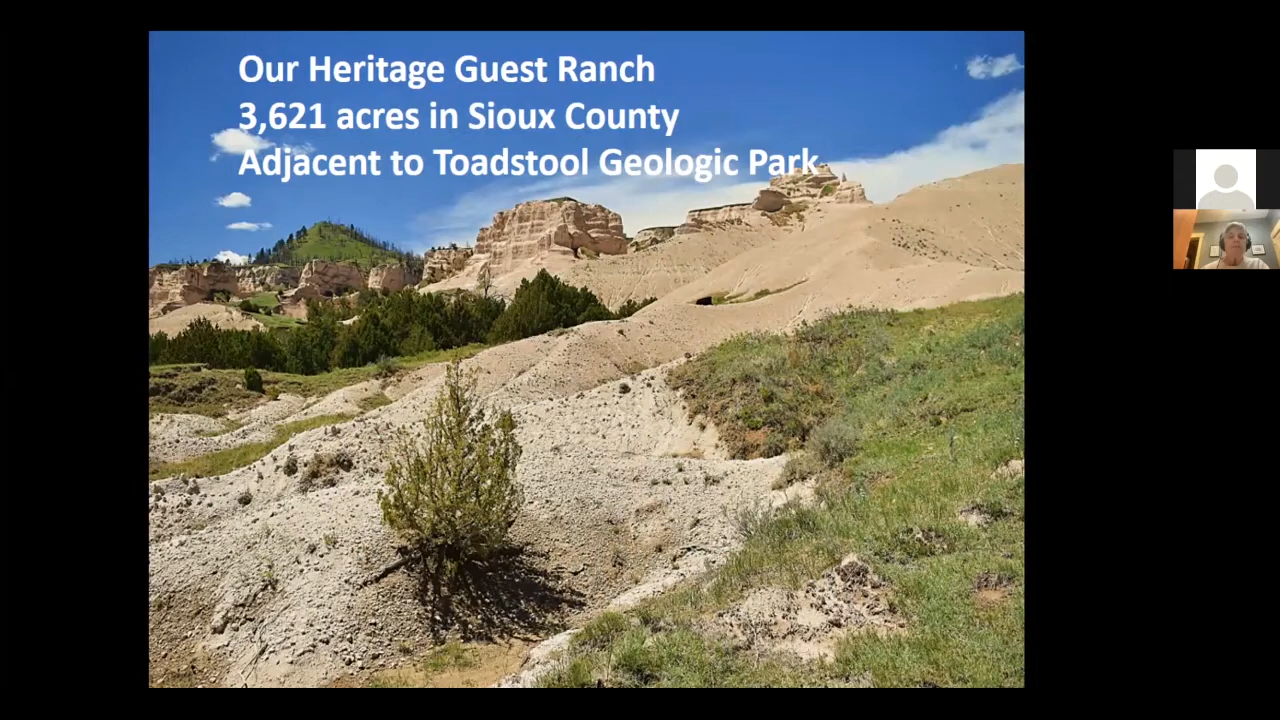 Our Heritage Guest Ranch
3,621 acres in Sioux County
Adjacent to Toadstool Geologic Park